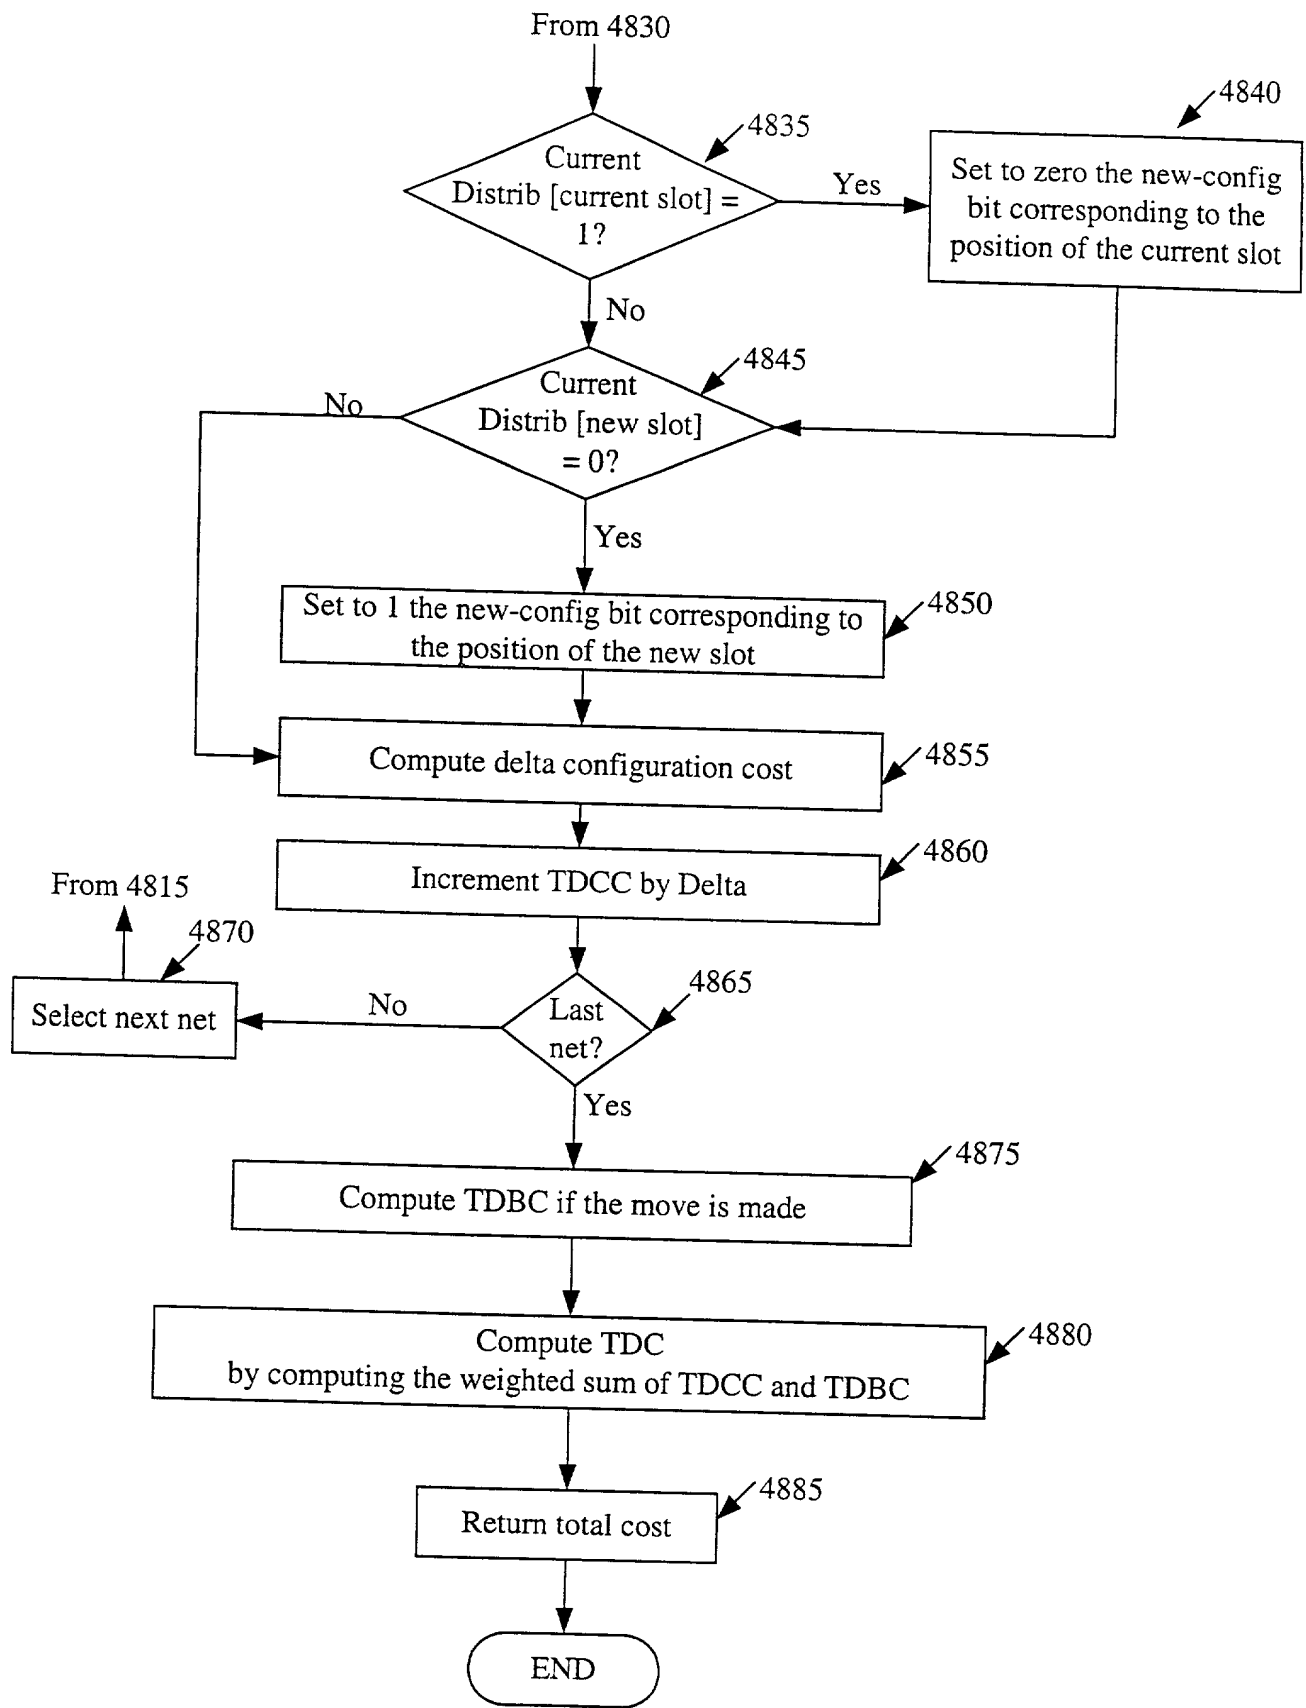 From 4830
4840
4835
Current
Distrib [current slot] =
1?
Yes
Set to zero the new-config
bit corresponding to the
position of the current slot
No
4845
Current
Distrib [new slot]
= 0?
No
Yes
4850
Set to 1 the new-config bit corresponding to
the position of the new slot
4855
Compute delta configuration cost
4860
Increment TDCC by Delta
From 4815
4870
Select next net
No
4865
Last
net?
Yes
4875
Compute TDBC if the move is made
4880
Compute TDC
by computing the weighted sum of TDCC and TDBC
4885
Return total cost
END